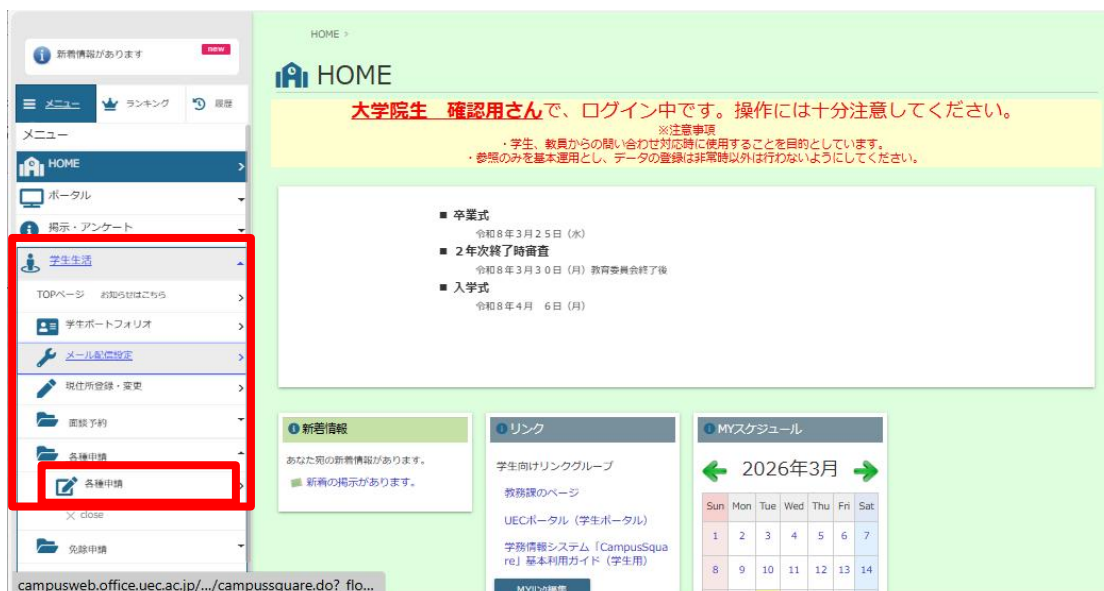 新着情報があります
new
メニュー ランキング 履歴
メニュー
HOME
ポータル
掲示・アンケート
学生生活
TOPページ お知らせはこちら
学生ポートフォリオ
メール配信設定
現住所登録・変更
面談予約
各種申請
各種申請
close
免除申請
campusweb.office.uec.ac.jp/.../campussquare.do?_flo...
HOME >
HOME
大学院生 確認用さんで、ログイン中です。操作には十分注意してください。
※注意事項
・学生、教員からの問い合わせ対応時に使用することを目的としています。
・参照のみを基本運用とし、データの登録は非常時以外は行わないようにしてください。
■ 卒業式
令和8年3月25日（水）
■ 2年次終了時審査
令和8年3月30日（月）教育委員会終了後
■ 入学式
令和8年4月 6日（月）
新着情報
あなた宛の新着情報があります。
新着の掲示があります。
リンク
学生向けリンクグループ
教務課のページ
UECポータル（学生ポータル）
学務情報システム「CampusSqua
re」基本利用ガイド（学生用）
MYスケジュール
2026年3月
Sun Mon Tue Wed Thu Fri Sat
1 2 3 4 5 6 7
8 9 10 11 12 13 14